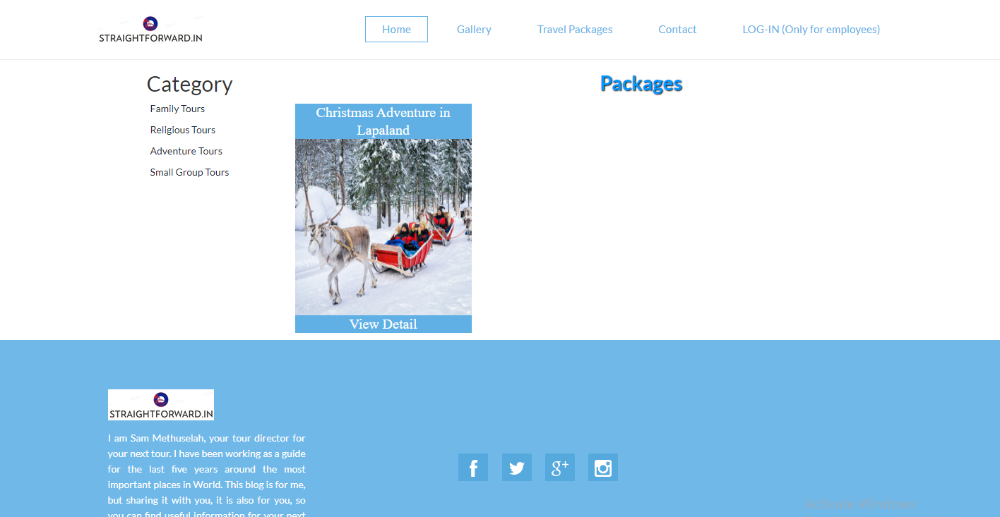 STRAIGHTFORWARD.IN
Home Gallery Travel Packages Contact LOG-IN (Only for employees)
Category
Packages
Family Tours
Religious Tours
Adventure Tours
Small Group Tours
Christmas Adventure in
Lapaland
View Detail
STRAIGHTFORWARD.IN
I am Sam Methuselah, your tour director for
your next tour. I have been working as a guide
for the last five years around the most
important places in World. This blog is for me,
but sharing it with you, it is also for you, so
you can find useful information for your next
f
g+
Activate Windows